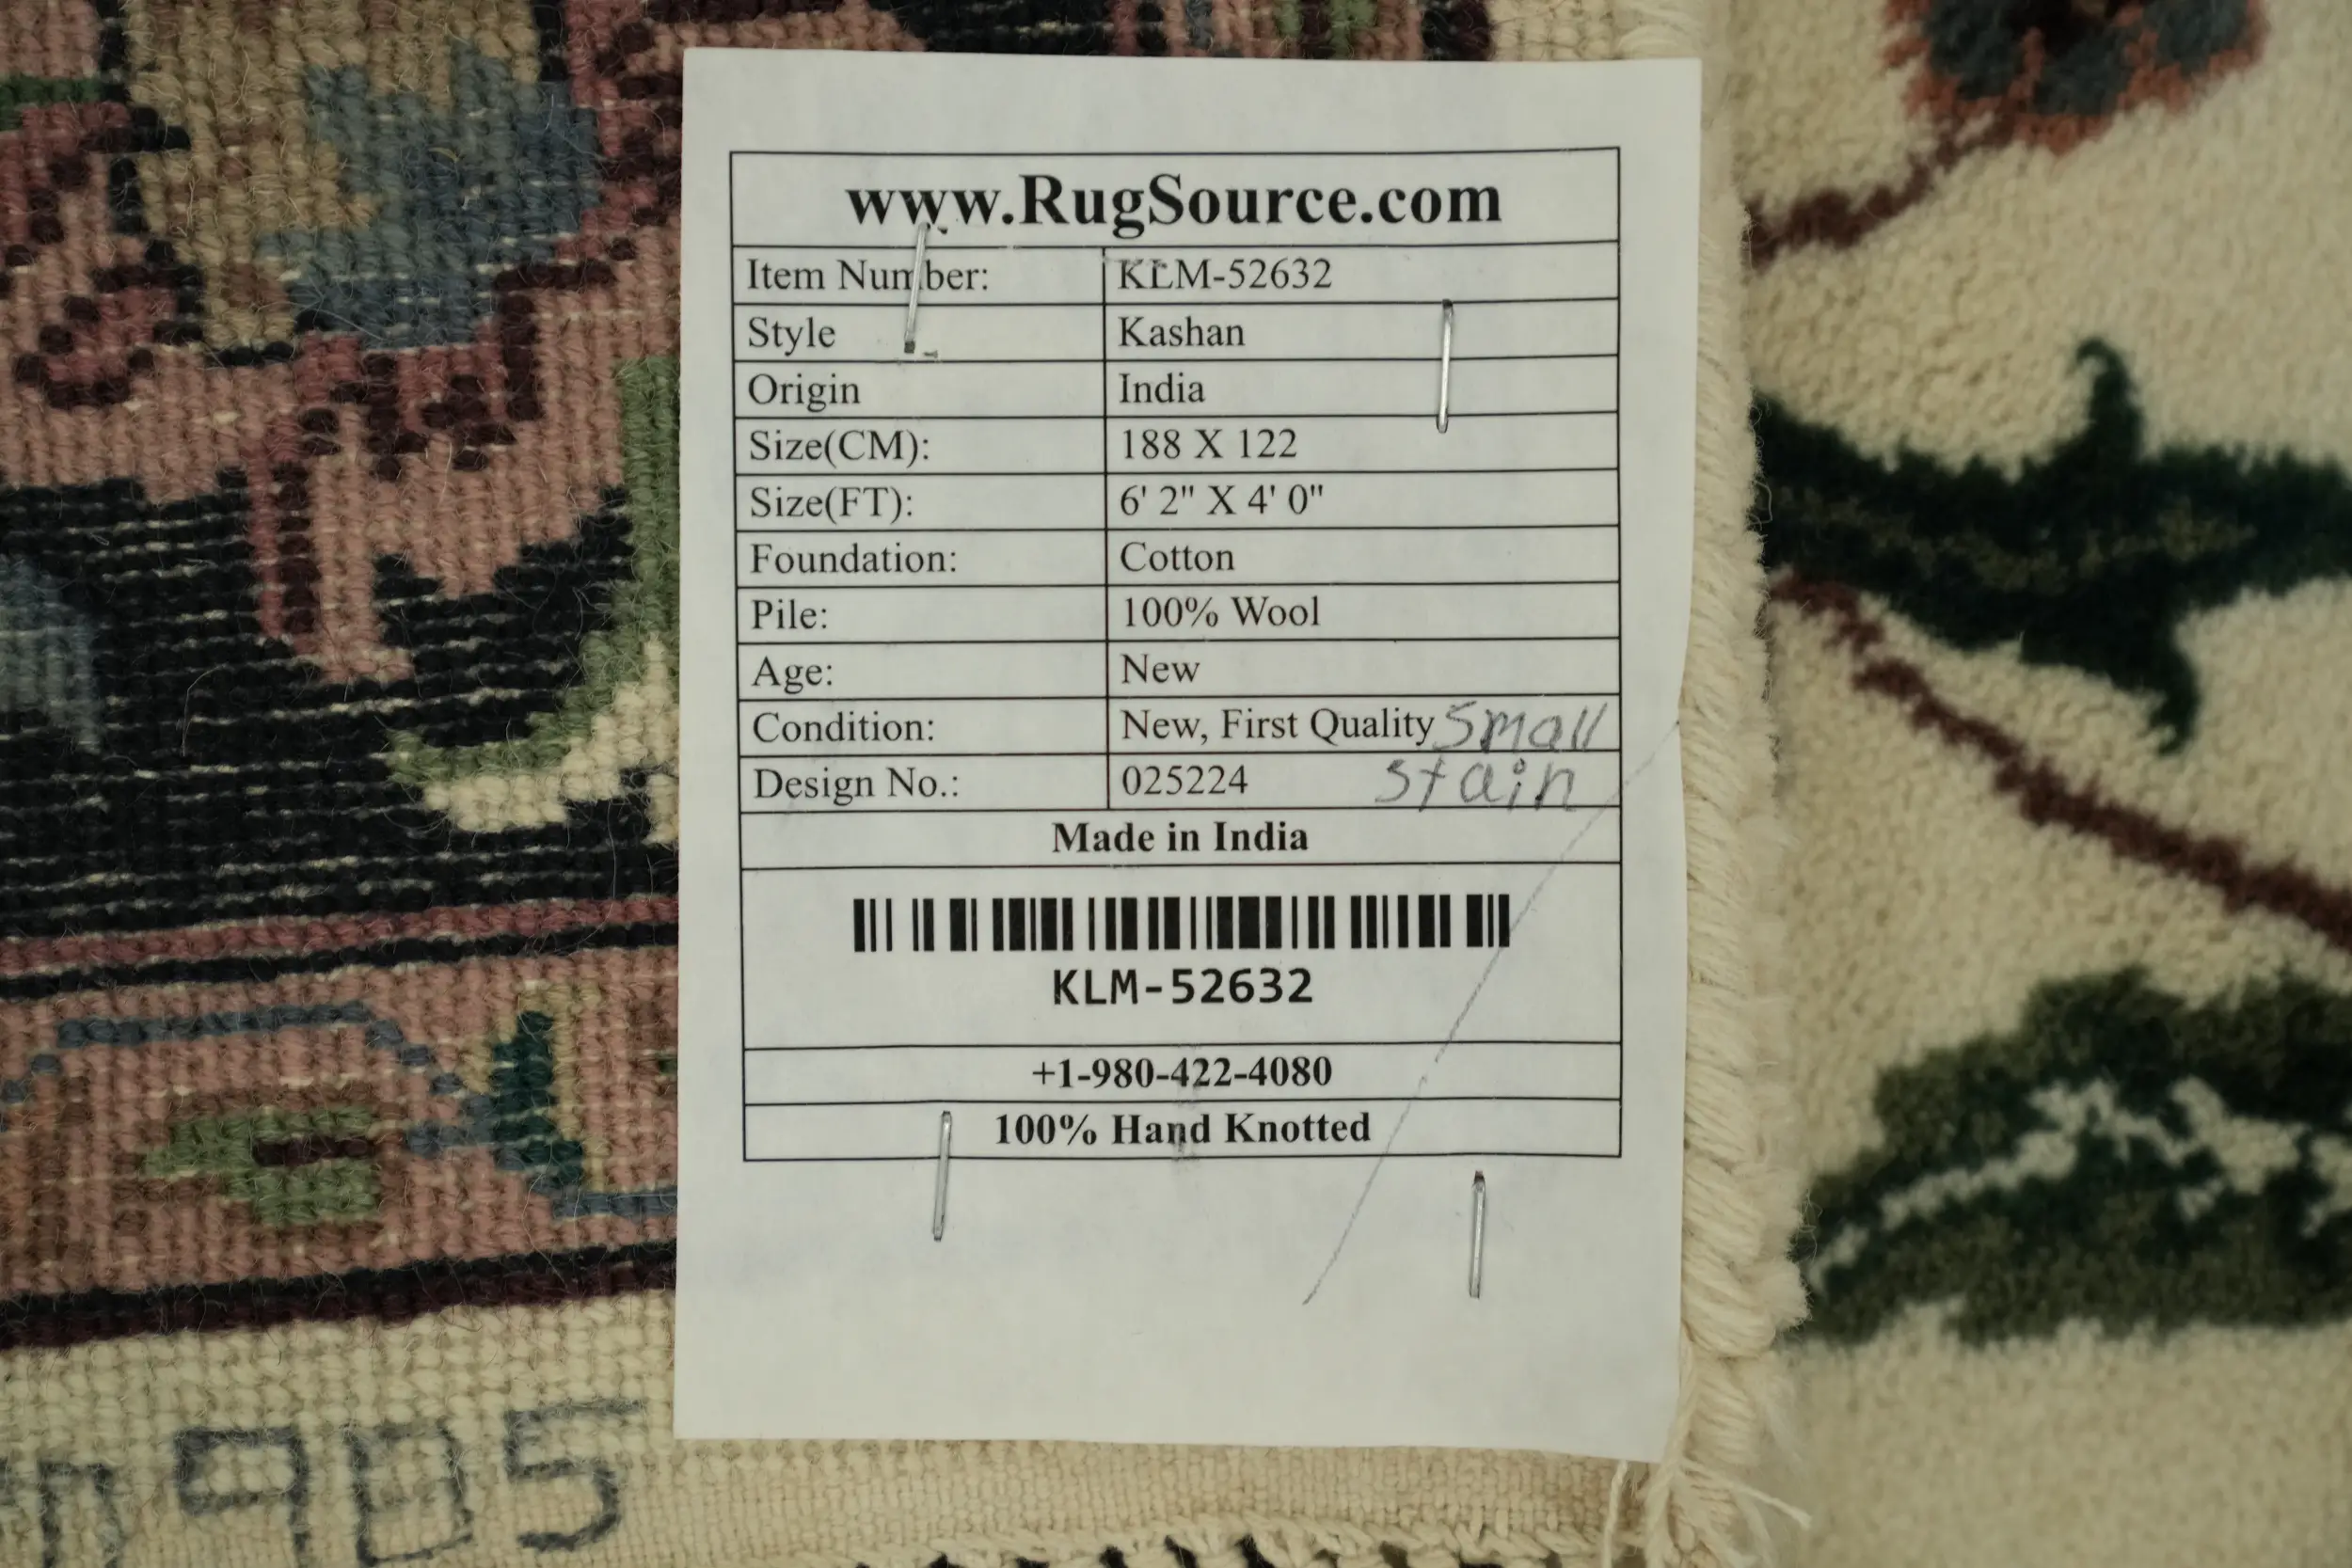 www.RugSource.com
Item Number: KLM-52632
Style Kashan
Origin India
Size(CM): 188 X 122
Size(FT): 6' 2" X 4' 0"
Foundation: Cotton
Pile: 100% Wool
Age: New
Condition: New, First Quality Small
Design No.: 025224 stain
Made in India
KLM-52632
+1-980-422-4080
100% Hand Knotted
905